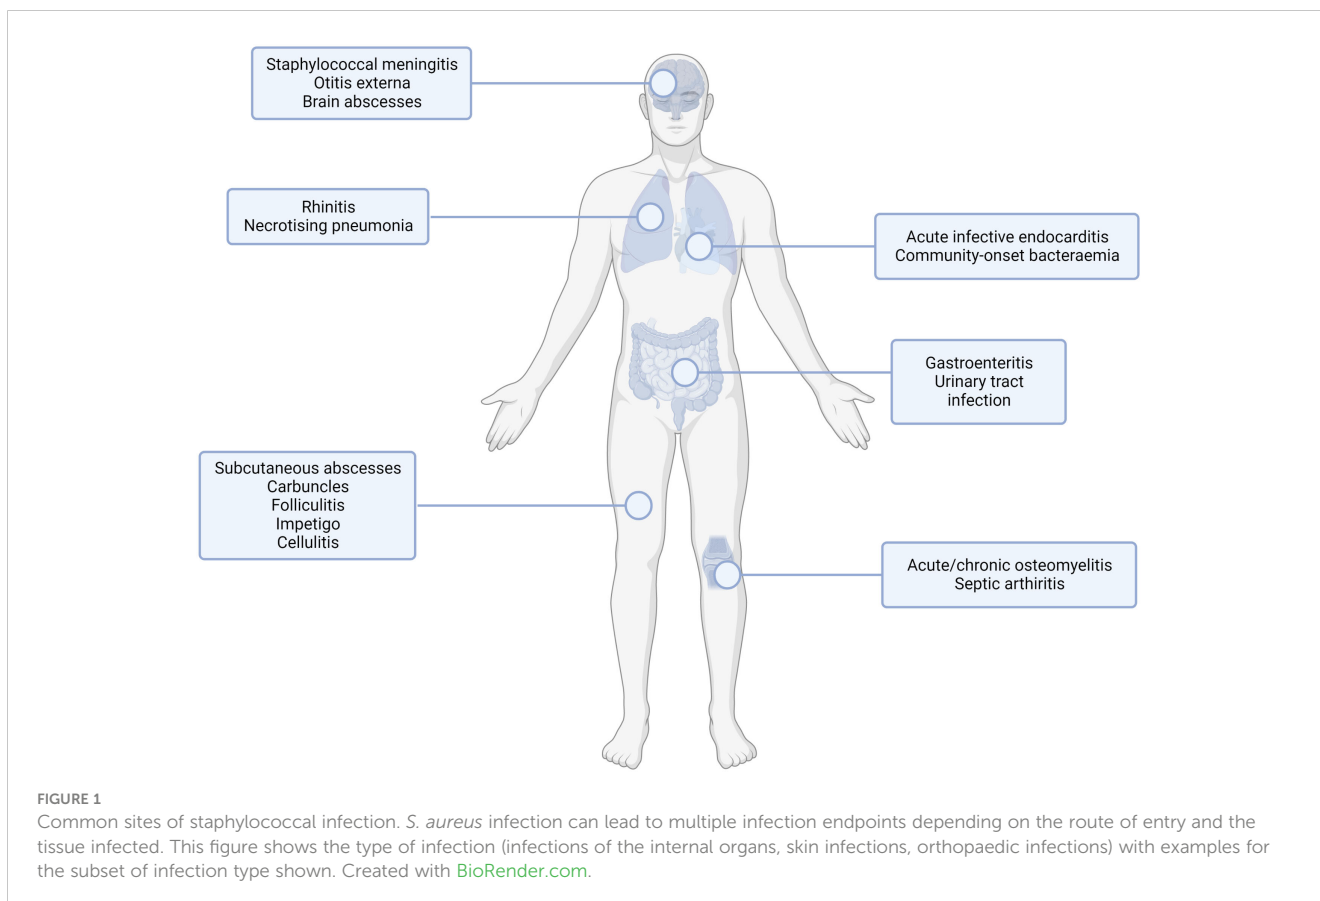 Staphylococcal meningitis
Otitis externa
Brain abscesses
Rhinitis
Necrotising pneumonia
Acute infective endocarditis
Community-onset bacteraemia
Gastroenteritis
Urinary tract
infection
Subcutaneous abscesses
Carbuncles
Folliculitis
Impetigo
Cellulitis
Acute/chronic osteomyelitis
Septic arthiritis
FIGURE 1
Common sites of staphylococcal infection. S. aureus infection can lead to multiple infection endpoints depending on the route of entry and the
tissue infected. This figure shows the type of infection (infections of the internal organs, skin infections, orthopaedic infections) with examples for
the subset of infection type shown. Created with BioRender.com.